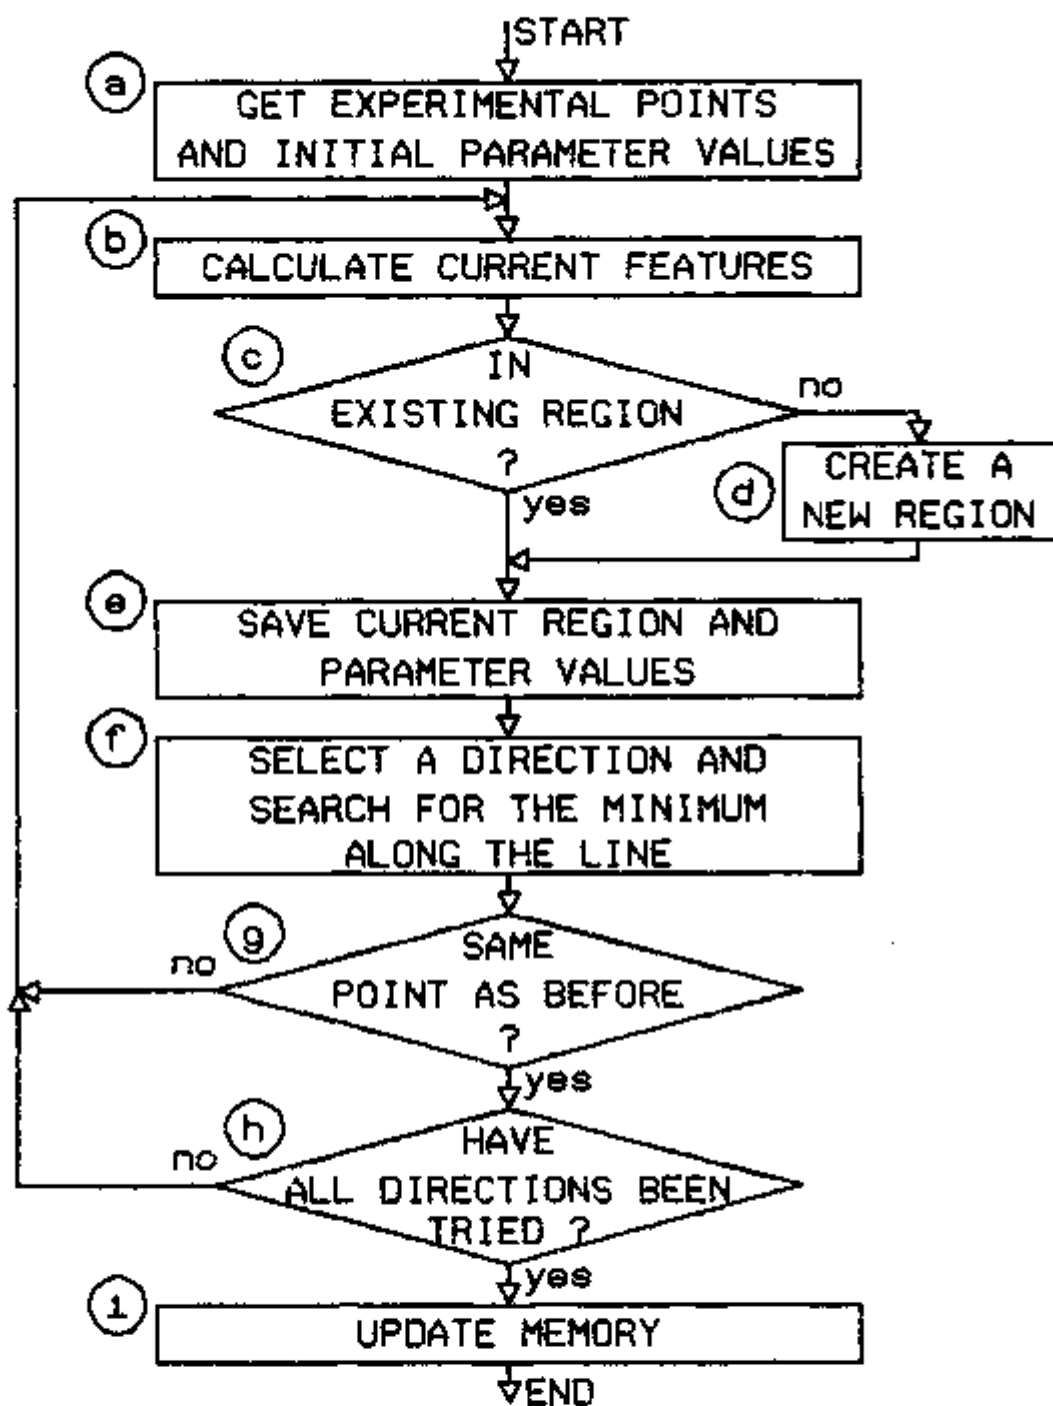 START
a
GET EXPERIMENTAL POINTS
AND INITIAL PARAMETER VALUES
b
CALCULATE CURRENT FEATURES
c
IN
EXISTING REGION
?
no
yes
d
CREATE A
NEW REGION
e
SAVE CURRENT REGION AND
PARAMETER VALUES
f
SELECT A DIRECTION AND
SEARCH FOR THE MINIMUM
ALONG THE LINE
g
SAME
POINT AS BEFORE
?
no
yes
h
HAVE
ALL DIRECTIONS BEEN
TRIED ?
no
yes
i
UPDATE MEMORY
END